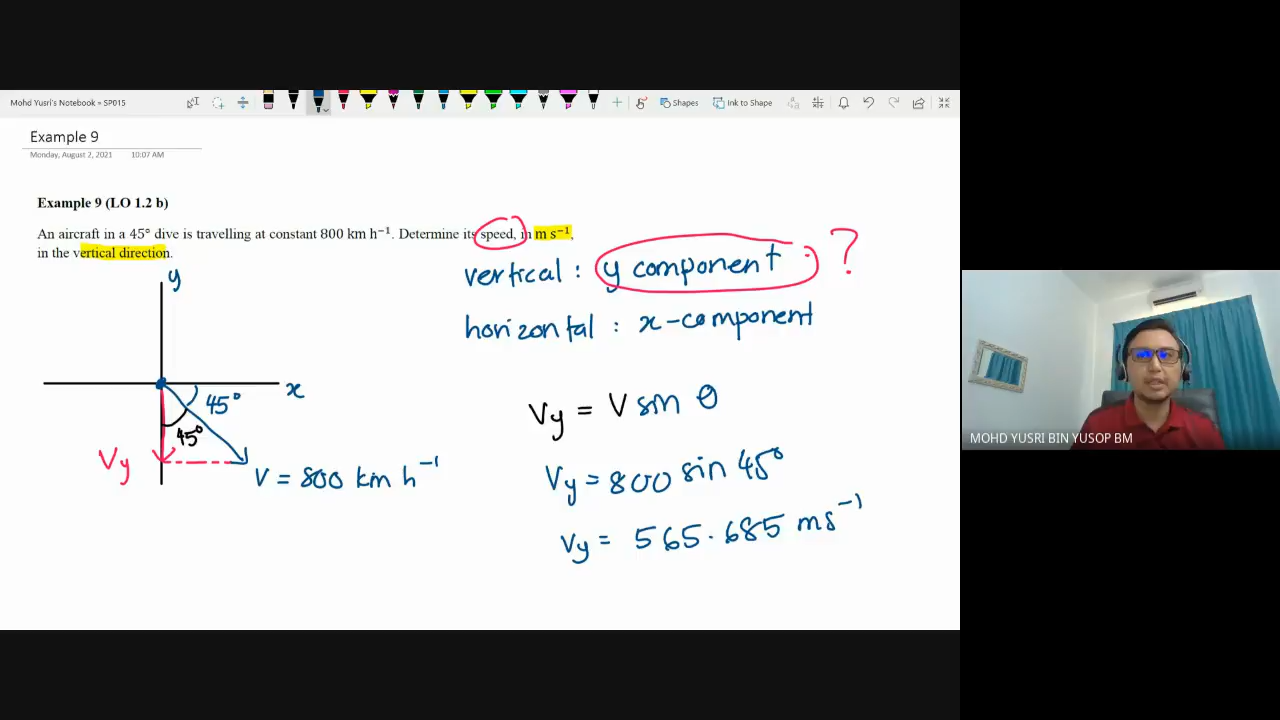 Mohd Yusri's Notebook » SP015
Shapes
Ink to Shape
Example 9
Monday, August 2, 2021 10:07 AM
Example 9 (LO 1.2 b)
An aircraft in a 45° dive is travelling at constant 800 km h⁻¹. Determine its speed, in m s⁻¹,
in the vertical direction.
vertical : y component ?
horizontal : x-component
y
x
45°
45°
Vy
V = 800 km h⁻¹
Vy = V sin θ
Vy = 800 sin 45°
Vy = 565.685 ms⁻¹
MOHD YUSRI BIN YUSOP BM